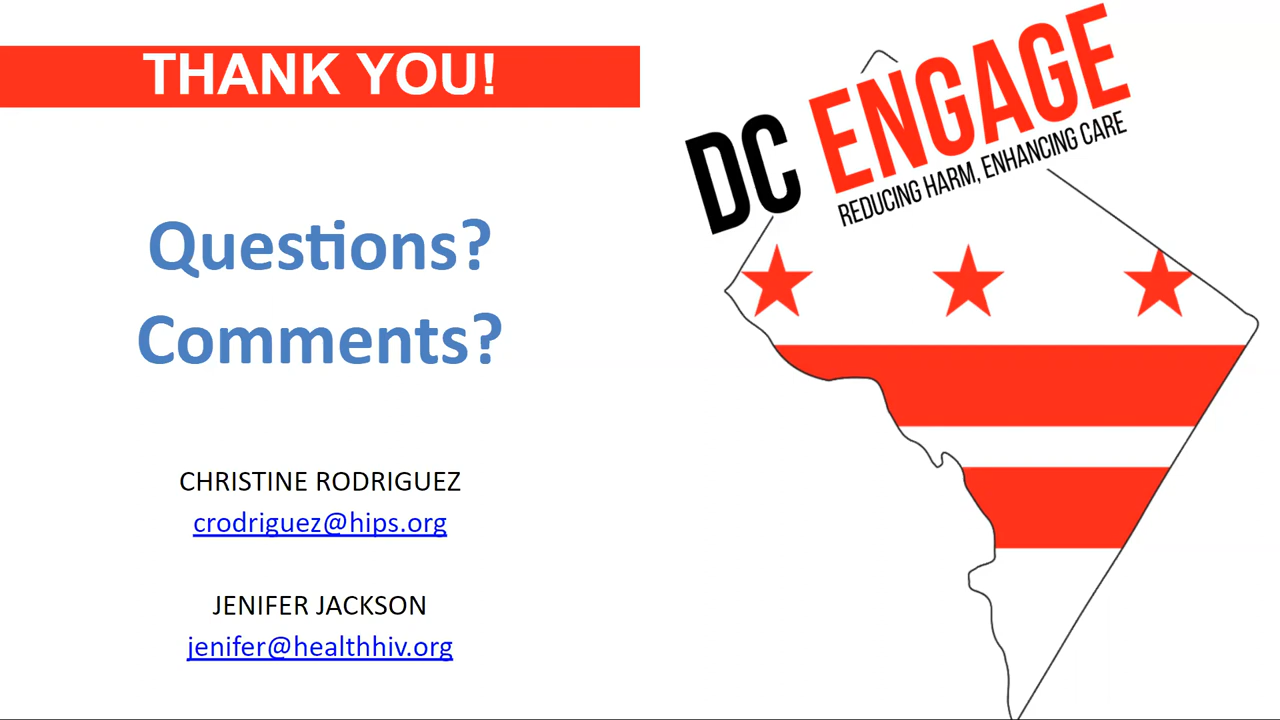 THANK YOU!
Questions?
Comments?
CHRISTINE RODRIGUEZ
crodriguez@hips.org
JENIFER JACKSON
jenifer@healthhiv.org
DC ENGAGE
REDUCING HARM, ENHANCING CARE